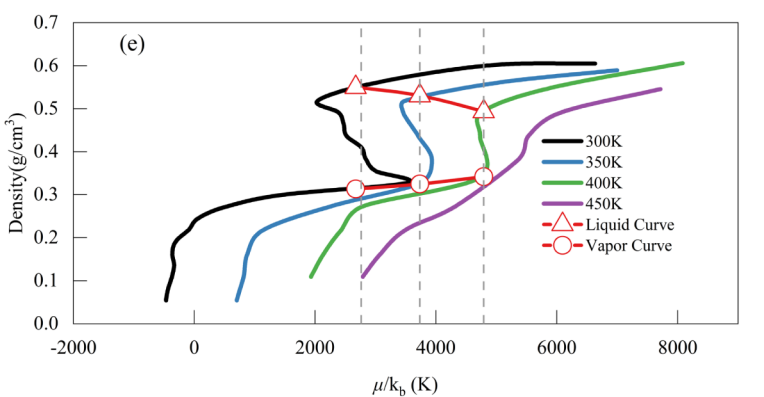 (e)
0.7
0.6
0.5
0.4
0.3
0.2
0.1
0.0
Density(g/cm³)
300K
350K
400K
450K
Liquid Curve
Vapor Curve
-2000 0 2000 4000 6000 8000
μ/k_b (K)